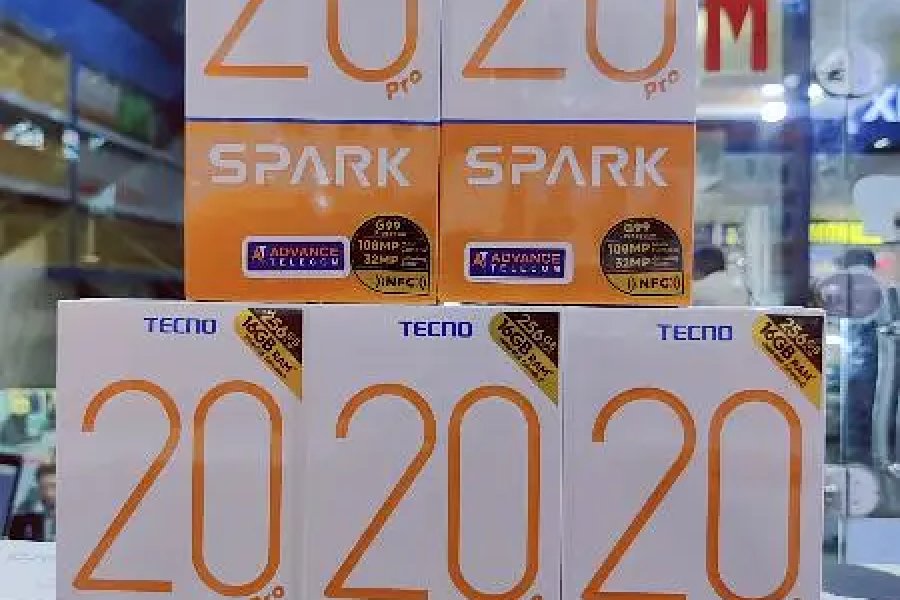 20
Pro
SPARK
ADVANCE
TELECOM
G99
108MP
32MP
NFC
20
Pro
SPARK
ADVANCE
TELECOM
G99
108MP
32MP
NFC
M
TECNO
256GB
16GB RAM
20
Pro
TECNO
256GB
16GB RAM
20
TECNO
256GB
16GB RAM
20